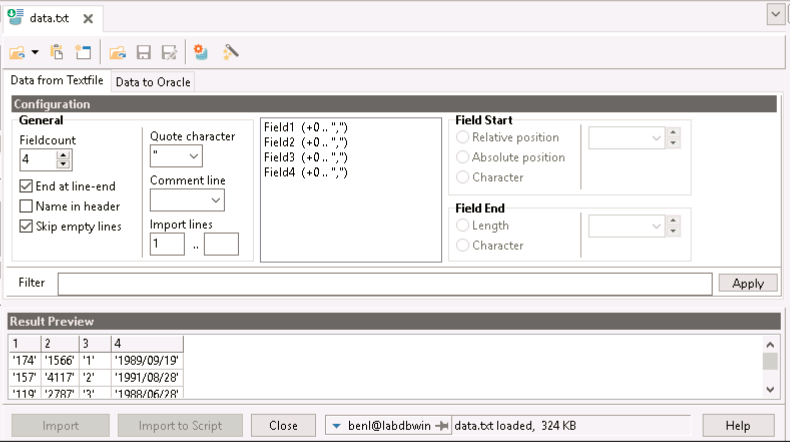 data.txt
Data from Textfile Data to Oracle
Configuration
General
Fieldcount
4
End at line-end
Name in header
Skip empty lines
Quote character
"
Comment line
Import lines
1 ..
Field1 (+0 .. ",")
Field2 (+0 .. ",")
Field3 (+0 .. ",")
Field4 (+0 .. ",")
Field Start
Relative position
Absolute position
Character
Field End
Length
Character
Filter Apply
Result Preview
1 2 3 4
'174' '1566' '1' '1989/09/19'
'157' '4117' '2' '1991/08/28'
'119' '2787' '3' '1988/06/28'
Import Import to Script Close benl@labdbwin data.txt loaded, 324 KB Help